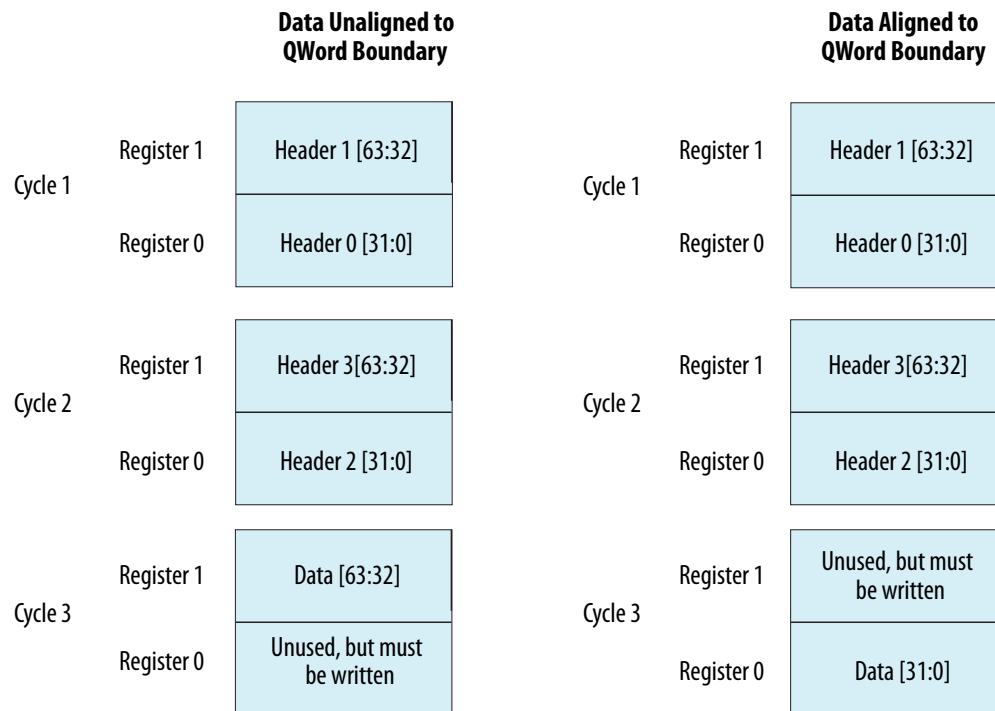 Data Unaligned to
QWord Boundary
Cycle 1
Register 1
Header 1 [63:32]
Register 0
Header 0 [31:0]
Cycle 2
Register 1
Header 3[63:32]
Register 0
Header 2 [31:0]
Cycle 3
Register 1
Data [63:32]
Register 0
Unused, but must
be written
Data Aligned to
QWord Boundary
Cycle 1
Register 1
Header 1 [63:32]
Register 0
Header 0 [31:0]
Cycle 2
Register 1
Header 3[63:32]
Register 0
Header 2 [31:0]
Cycle 3
Register 1
Unused, but must
be written
Register 0
Data [31:0]